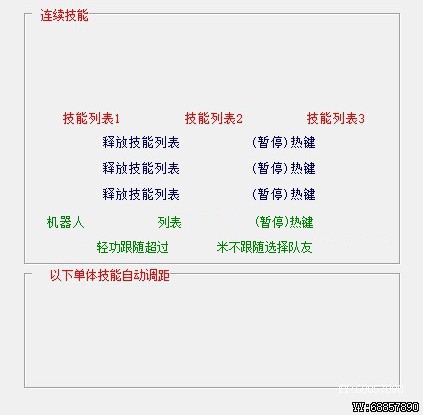 连续技能
技能列表1 技能列表2 技能列表3
释放技能列表 (暂停)热键
释放技能列表 (暂停)热键
释放技能列表 (暂停)热键
机器人 列表 (暂停)热键
轻功跟随超过 米不跟随选择队友
以下单体技能自动调距
YY:68857890